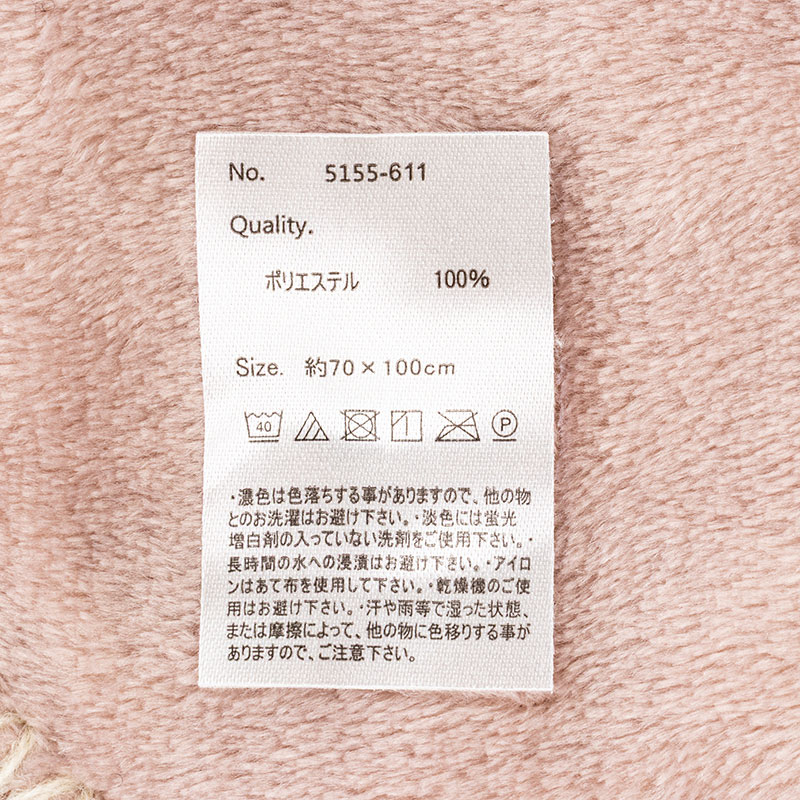 No. 5155-611
Quality.
ポリエステル 100%
Size. 約70×100cm
40 P
・濃色は色落ちする事がありますので、他の物
とのお洗濯はお避け下さい。・淡色には蛍光
増白剤の入っていない洗剤をご使用下さい。・
長時間の水への浸漬はお避け下さい。・アイロ
ンはあて布を使用して下さい。・乾燥機のご使
用はお避け下さい。・汗や雨等で湿った状態、
または摩擦によって、他の物に色移りする事が
ありますので、ご注意下さい。